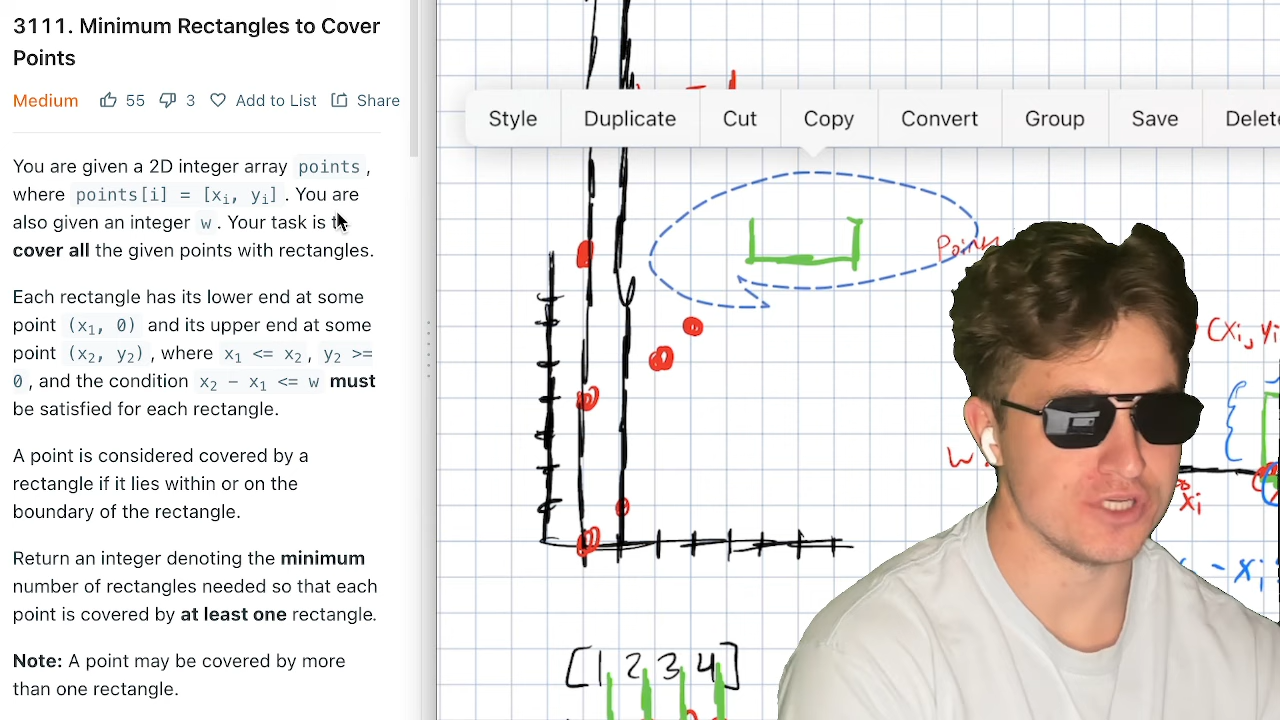 3111. Minimum Rectangles to Cover
Points
Medium 55 3 Add to List Share
You are given a 2D integer array points,
where points[i] = [xi, yi]. You are
also given an integer w. Your task is t
cover all the given points with rectangles.
Each rectangle has its lower end at some
point (x1, 0) and its upper end at some
point (x2, y2), where x1 <= x2, y2 >=
0, and the condition x2 - x1 <= w must
be satisfied for each rectangle.
A point is considered covered by a
rectangle if it lies within or on the
boundary of the rectangle.
Return an integer denoting the minimum
number of rectangles needed so that each
point is covered by at least one rectangle.
Note: A point may be covered by more
than one rectangle.
Style Duplicate Cut Copy Convert Group Save Delete
Points
(xi, yi
w
xi
- xi
[1 2 3 4]